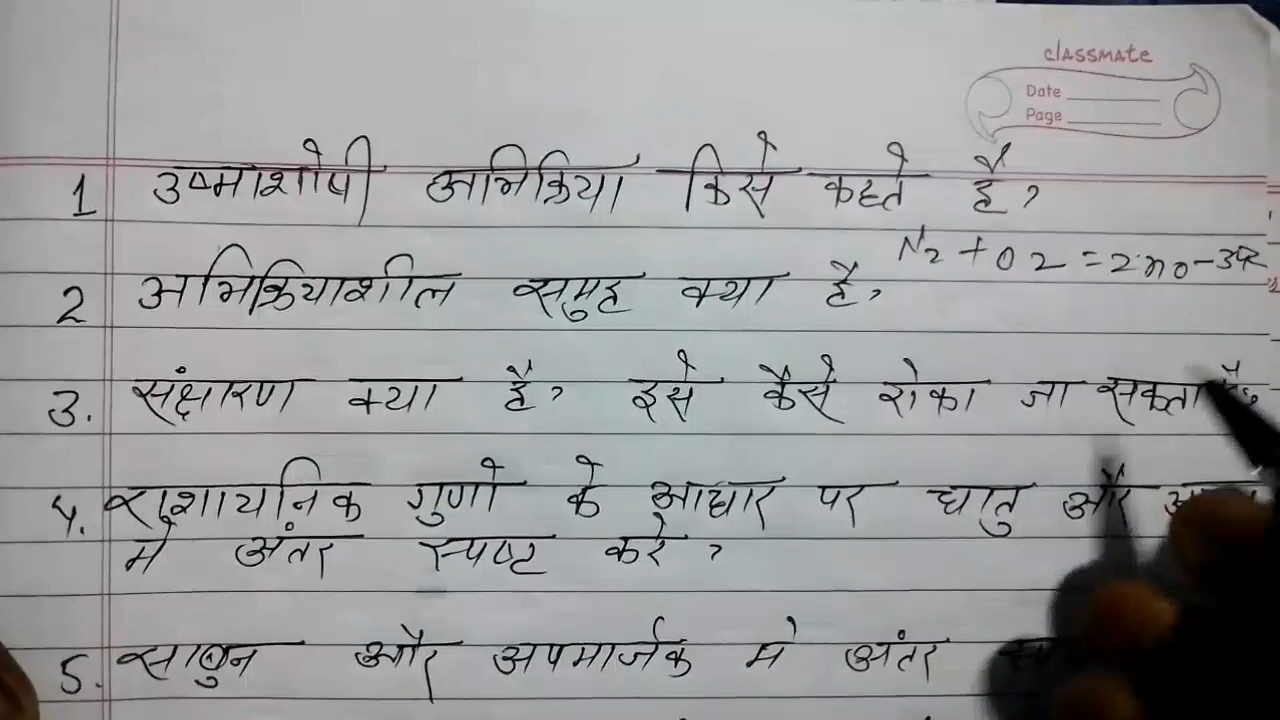 classmate
Date
Page
1 उष्माशोषी अभिक्रिया किसे कहते हैं?
N2 + O2 = 2no-
2 अभिक्रियाशील समुह क्या है?
3. संक्षारण क्या है? इसे कैसे रोका जा सकता है?
4. राशायनिक गुणो के आधार पर धातु और
मे अंतर स्पष्ट करे?
5. साबुन और अपमार्जक मे अंतर